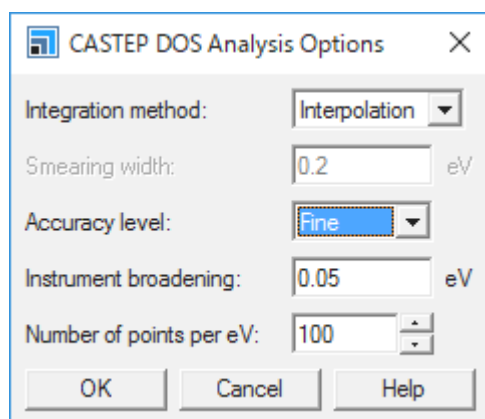 CASTEP DOS Analysis Options
Integration method: Interpolation
Smearing width: 0.2 eV
Accuracy level: Fine
Instrument broadening: 0.05 eV
Number of points per eV: 100
OK Cancel Help